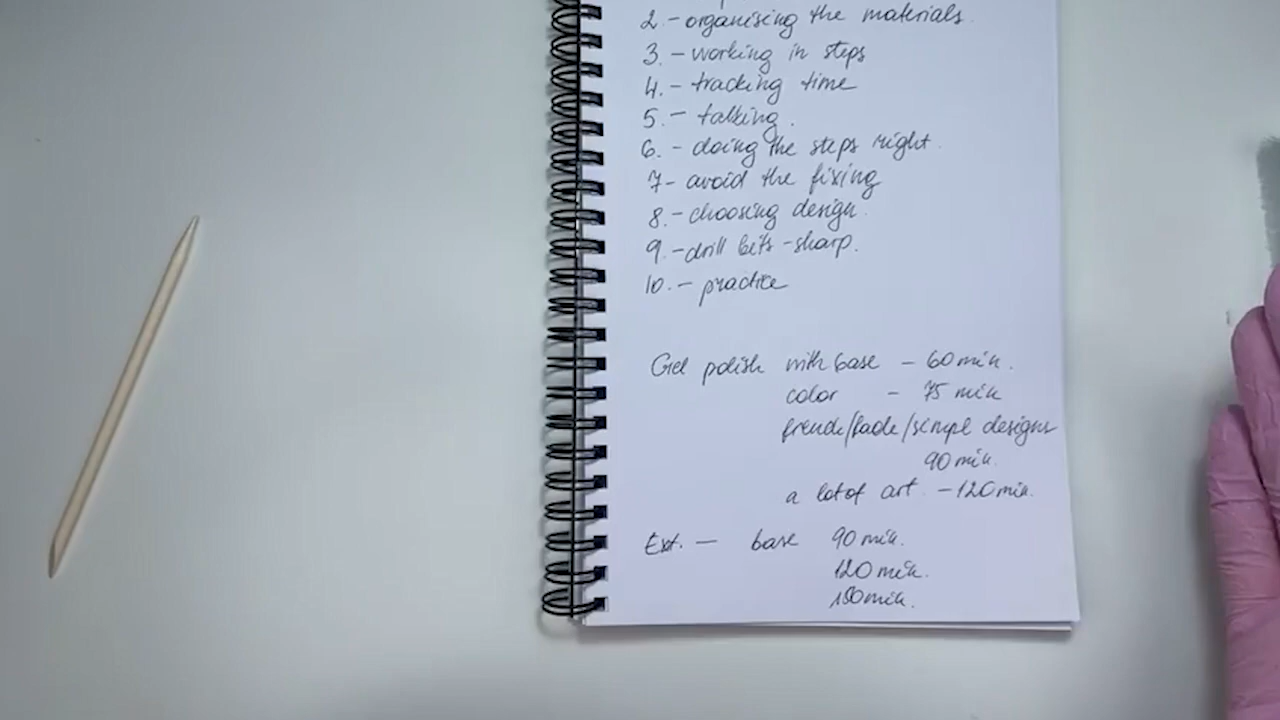 2.- organising the materials
3.- working in steps
4.- tracking time
5.- talking.
6.- doing the steps right.
7- avoid the fixing
8.- choosing design.
9.- drill bits - sharp.
10.- practice
Gel polish with base - 60 min.
color - 75 min
french/fade/simpl designs
90 min.
a lot of art - 120 min.
Ext. - base 90 min.
120 min.
min.